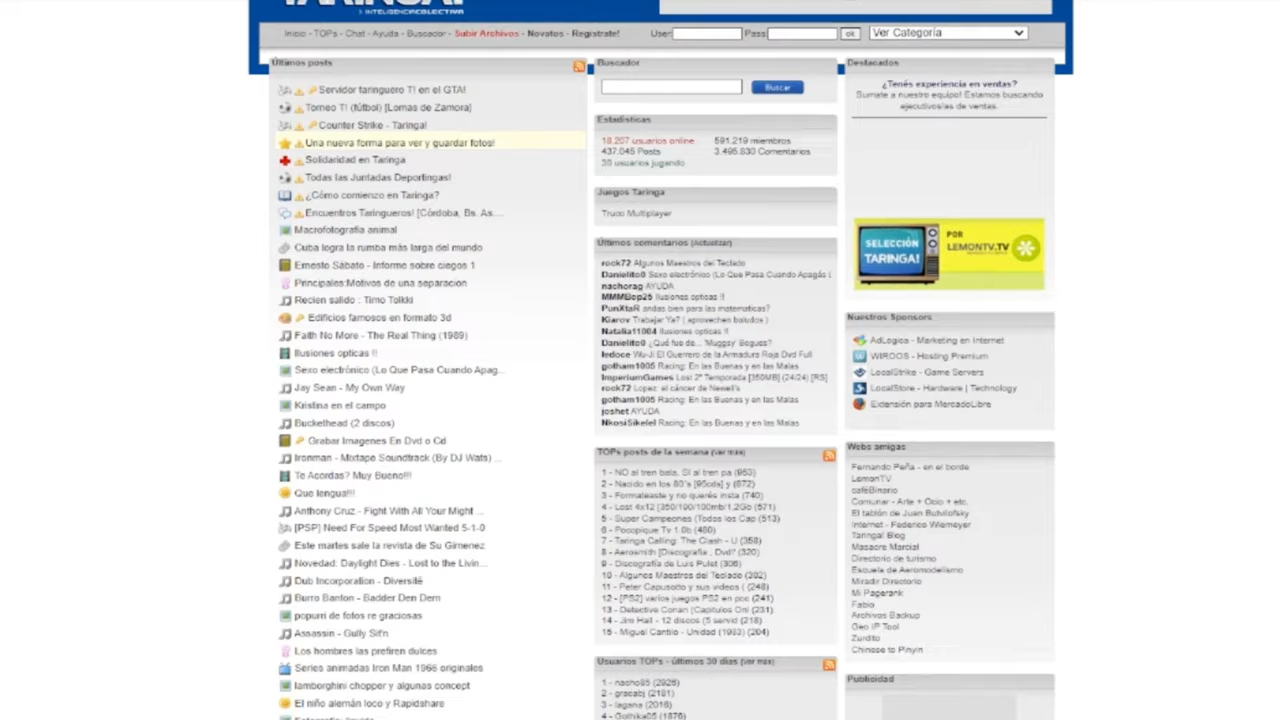 TARINGA!
INTELIGENCIA COLECTIVA
Inicio - TOPs - Chat - Ayuda - Buscador - Subir Archivos - Novatos - Registrate!
User:
Pass:
ok
Ver Categoría
Últimos posts
Servidor taringuero T! en el GTA!
Torneo T! (fútbol) [Lomas de Zamora]
Counter Strike - Taringa!
Una nueva forma para ver y guardar fotos!
Solidaridad en Taringa
Todas las Juntadas Deportingas!
¿Cómo comienzo en Taringa?
Encuentros Taringueros! [Córdoba, Bs. As....
Macrofotografia animal
Cuba logra la rumba más larga del mundo
Ernesto Sábato - Informe sobre ciegos 1
Principales:Motivos de una separacion
Recien salido : Timo Tolkki
Edificios famosos en formato 3d
Faith No More - The Real Thing (1989)
Ilusiones opticas !!
Sexo electrónico (Lo Que Pasa Cuando Apag...
Jay Sean - My Own Way
Kristina en el campo
Buckethead (2 discos)
Grabar Imagenes En Dvd o Cd
Ironman - Mixtape Soundtrack (By DJ Wats) ...
Te Acordas? Muy Bueno!!!
Que lengua!!!
Anthony Cruz - Fight With All Your Might ...
[PSP] Need For Speed Most Wanted 5-1-0
Este martes sale la revista de Su Gimenez
Novedad: Daylight Dies - Lost to the Livin...
Dub Incorporation - Diversité
Burro Banton - Badder Den Dem
popurri de fotos re graciosas
Assassin - Gully Sit'n
Los hombres las prefiren dulces
Series animadas Iron Man 1966 originales
lamborghini chopper y algunas concept
El niño alemán loco y Rapidshare
Buscador
Buscar
Estadísticas
18.207 usuarios online
591.219 miembros
437.045 Posts
3.495.830 Comentarios
30 usuarios jugando
Juegos Taringa
Truco Multiplayer
Últimos comentarios (Actualizar)
rock72 Algunos Maestros del Teclado
Danielito0 Sexo electrónico (Lo Que Pasa Cuando Apagás L
nachorag AYUDA
MMMBop25 Ilusiones opticas !!
PunXtaR andas bien para las matematicas?
Kiarov Trabajar Ya? ( aprovechen boludos )
Natalia11004 Ilusiones opticas !!
Danielito0 ¿Qué fue de... 'Muggsy' Bogues?
ledoce Wu-Ji El Guerrero de la Armadura Roja Dvd Full
gotham1005 Racing: En las Buenas y en las Malas
ImperiumGames Lost 2° Temporada [350MB] (24/24) [RS]
rock72 Lopez: el cáncer de Newell's
gotham1005 Racing: En las Buenas y en las Malas
joshet AYUDA
NkosiSikelel Racing: En las Buenas y en las Malas
TOPs posts de la semana (ver más)
1 - NO al tren bala, SI al tren pa (953)
2 - Nacido en los 80's [95cds] y (872)
3 - Formateaste y no querés insta (740)
4 - Lost 4x12 [350/100/100mb/1,2Gb (571)
5 - Super Campeones (Todos los Cap (513)
6 - Pocopique Tv 1.0b (480)
7 - Taringa Calling: The Clash - U (358)
8 - Aerosmith [Discografia , Dvd* (320)
9 - Discografía de Luis Pulst (306)
10 - Algunos Maestros del Teclado (302)
11 - Peter Capusotto y sus videos ( (248)
12 - [PS2] varios juegos PS2 en poc (241)
13 - Detective Conan (Capitulos Onl (231)
14 - Jim Hall - 12 discos (5 servid (218)
15 - Miguel Cantilo - Unidad (1983) (204)
Usuarios TOPs - últimos 30 días (ver más)
1 - nacho85 (2926)
2 - gracabj (2181)
3 - lagana (2016)
4 - Gothika05 (1876)
Destacados
¿Tenés experiencia en ventas?
Sumate a nuestro equipo! Estamos buscando
ejecutivos/as de ventas.
SELECCIÓN
TARINGA!
POR
LEMONTV.TV
Nuestros Sponsors
AdLogica - Marketing en Internet
WIROOS - Hosting Premium
LocalStrike - Game Servers
LocalStore - Hardware | Technology
Extensión para MercadoLibre
Webs amigas
Fernando Peña - en el borde
LemonTV
cafeBinario
Comunar - Arte + Ocio + etc.
El tablón de Juan Butvilofsky
Internet - Federico Wiemeyer
Taringa! Blog
Masacre Marcial
Directorio de turismo
Escuela de Aeromodelismo
Miradir Directorio
Mi Pagerank
Fabio
Archivos Backup
Geo IP Tool
Zurdito
Chinese to Pinyin
Publicidad